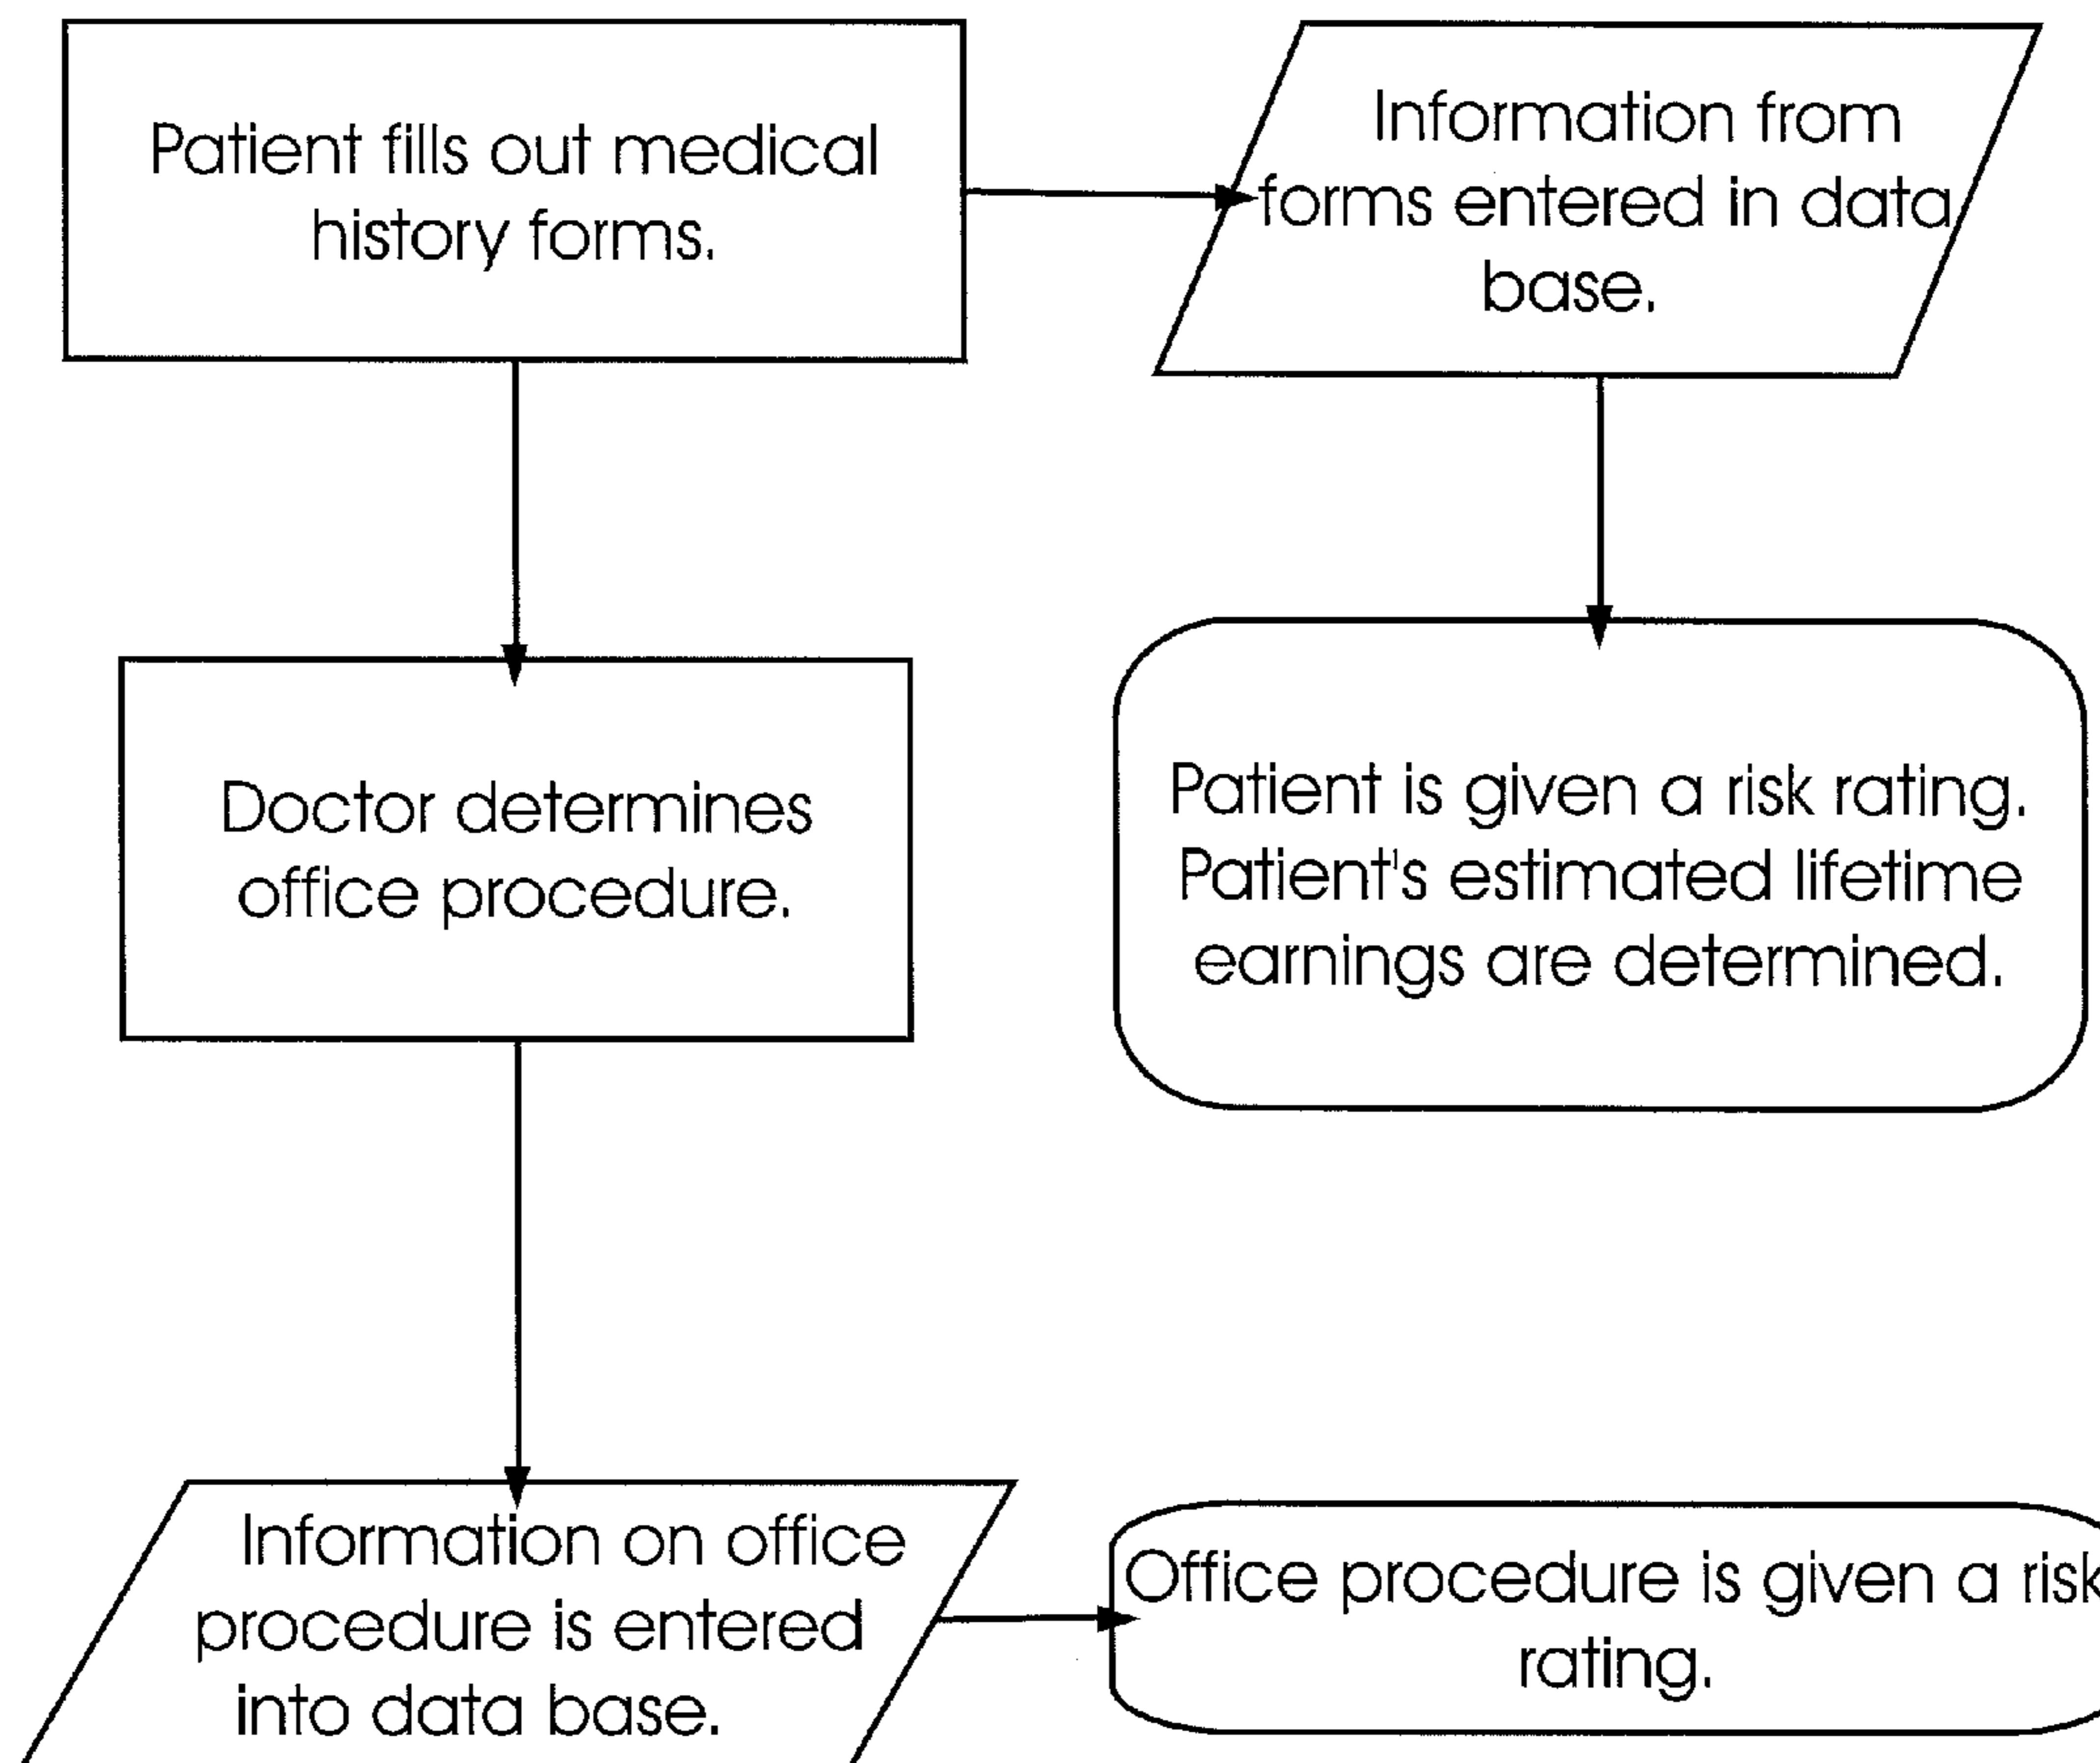 Patient fills out medical
history forms.
Information from
forms entered in data
base.
Doctor determines
office procedure.
Patient is given a risk rating.
Patient's estimated lifetime
earnings are determined.
Information on office
procedure is entered
into data base.
Office procedure is given a risk
rating.